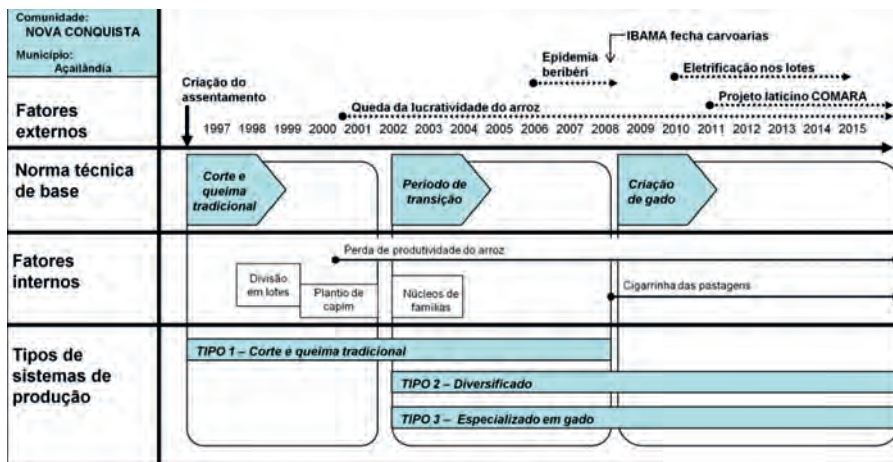 Comunidade:
NOVA CONQUISTA
Município:
Açailândia
IBAMA fecha carvoarias
Epidemia
beribéri
Eletrificação nos lotes
Criação do
assentamento
Projeto laticino COMARA
Queda da lucratividade do arroz
Fatores
externos
1997 1998 1999 2000 2001 2002 2003 2004 2005 2006 2007 2008 2009 2010 2011 2012 2013 2014 2015
Norma técnica
de base
Corte e
queima
tradicional
Período de
transição
Criação
de gado
Fatores
internos
Perda de produtividade do arroz
Divisão
em lotes
Plantio de
capim
Núcleos de
famílias
Cigarrinha das pastagens
Tipos de
sistemas de
produção
TIPO 1 – Corte e queima tradicional
TIPO 2 – Diversificado
TIPO 3 – Especializado em gado